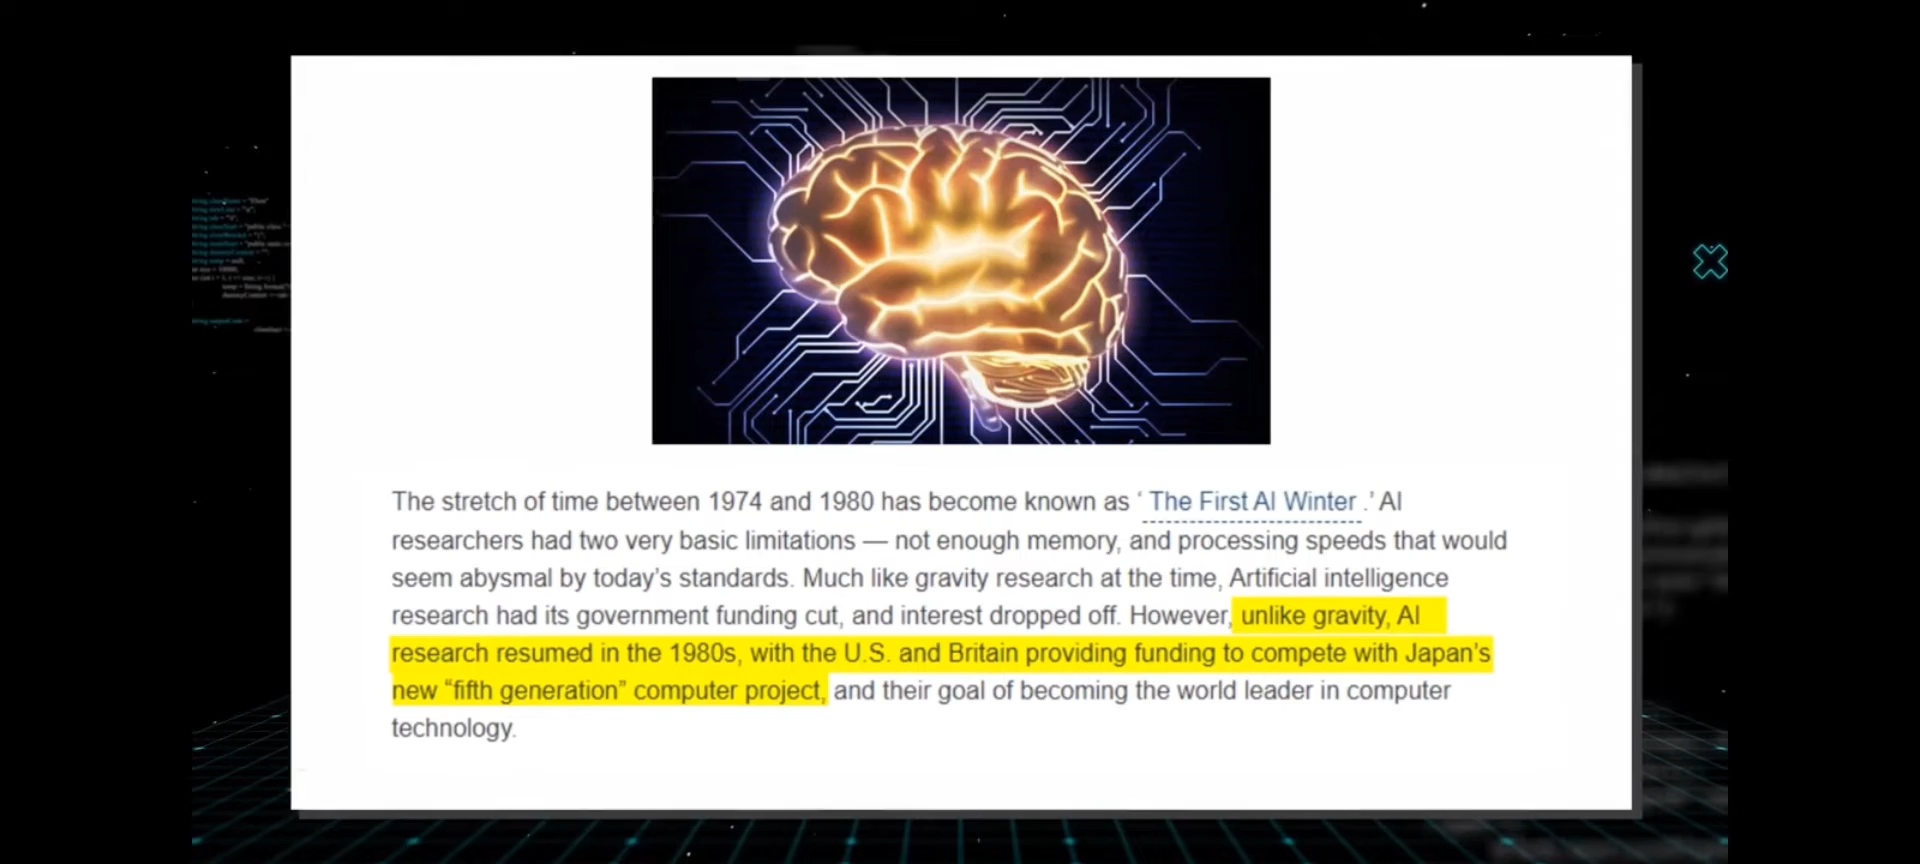 The stretch of time between 1974 and 1980 has become known as ‘ The First AI Winter .’ AI
researchers had two very basic limitations — not enough memory, and processing speeds that would
seem abysmal by today’s standards. Much like gravity research at the time, Artificial intelligence
research had its government funding cut, and interest dropped off. However, unlike gravity, AI
research resumed in the 1980s, with the U.S. and Britain providing funding to compete with Japan’s
new “fifth generation” computer project, and their goal of becoming the world leader in computer
technology.